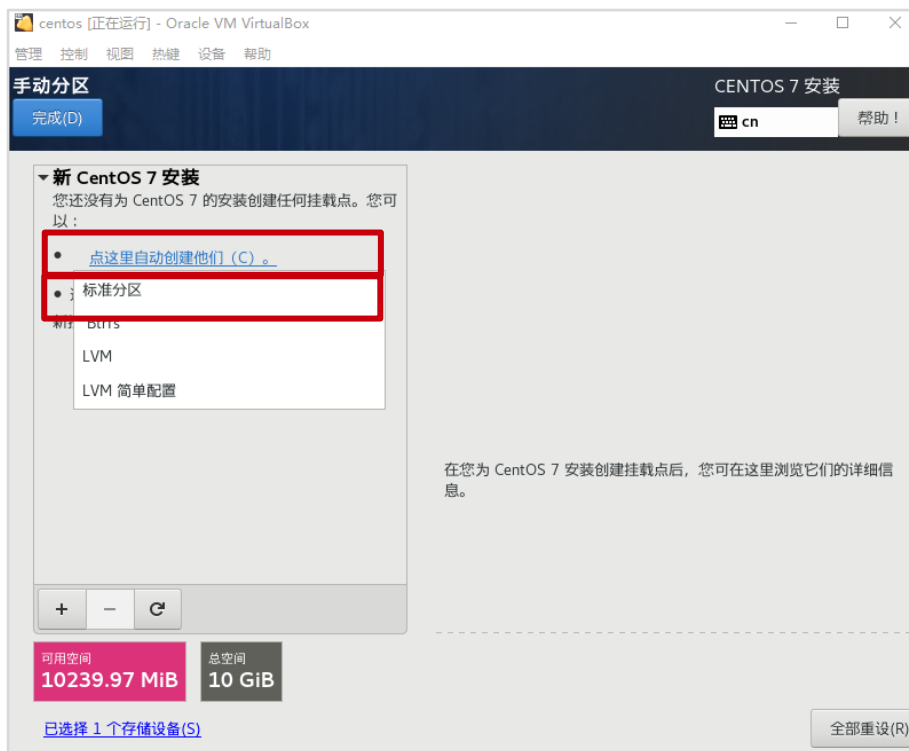 centos [正在运行] - Oracle VM VirtualBox
管理 控制 视图 热键 设备 帮助
手动分区
CENTOS 7 安装
完成(D)
cn
帮助！
新 CentOS 7 安装
您还没有为 CentOS 7 的安装创建任何挂载点。您可
以：
点这里自动创建他们（C）。
标准分区
Btrfs
LVM
LVM 简单配置
在您为 CentOS 7 安装创建挂载点后，您可在这里浏览它们的详细信
息。
+ − 
可用空间
10239.97 MiB
总空间
10 GiB
已选择 1 个存储设备(S)
全部重设(R)